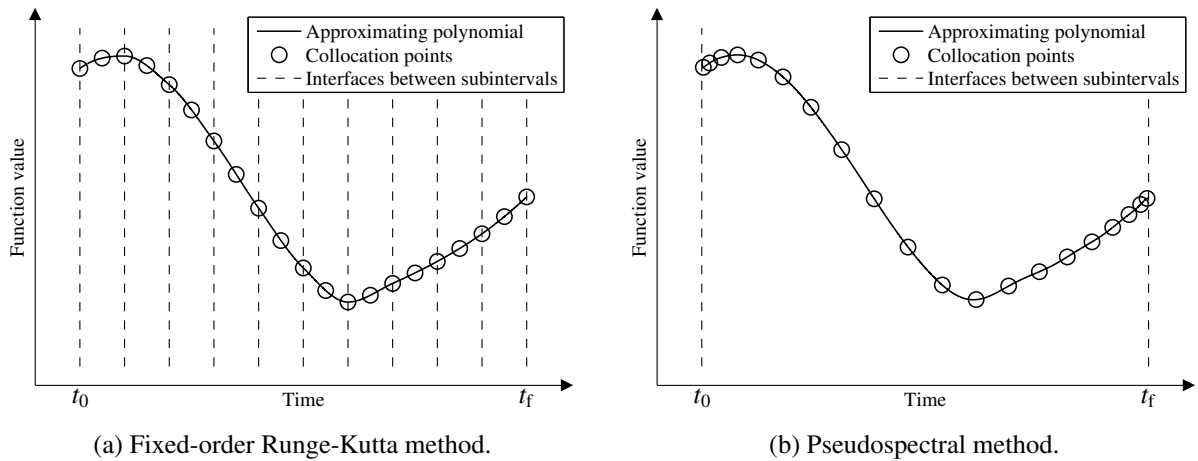 Approximating polynomial
Collocation points
Interfaces between subintervals
Function value
t0
Time
tf
(a) Fixed-order Runge-Kutta method.
Approximating polynomial
Collocation points
Interfaces between subintervals
Function value
t0
Time
tf
(b) Pseudospectral method.